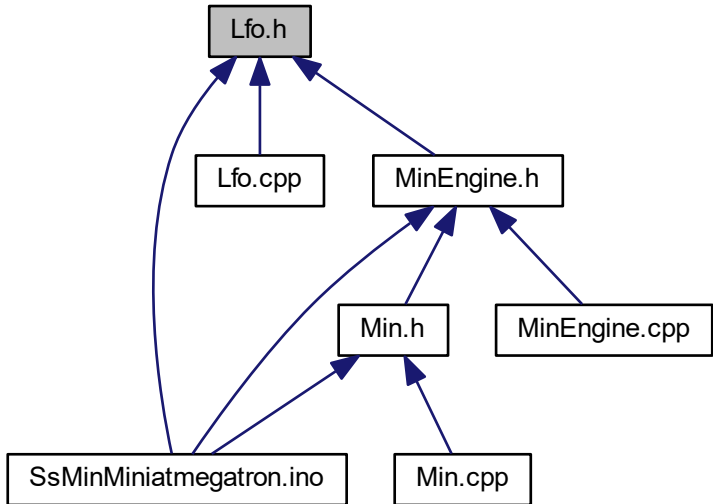 Lfo.h
Lfo.cpp
MinEngine.h
Min.h
MinEngine.cpp
SsMinMiniatmegatron.ino
Min.cpp